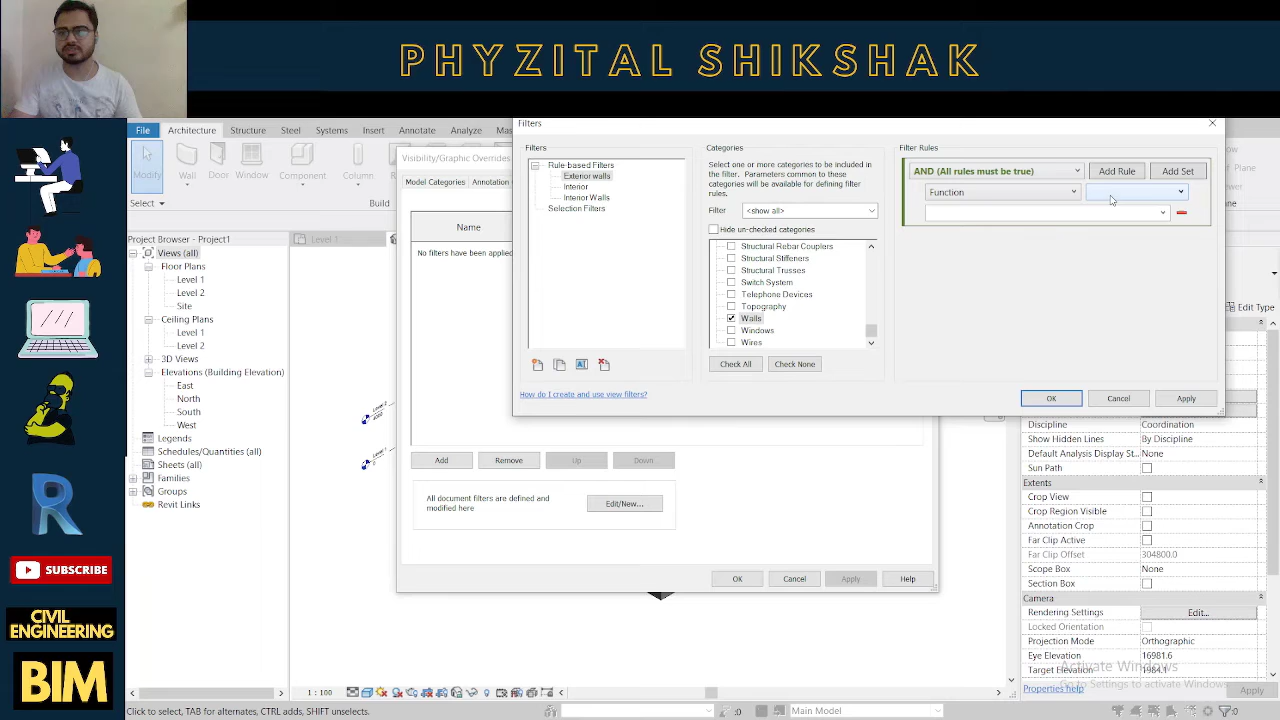 PHYZITAL SHIKSHAK
File
Architecture
Structure
Steel
Systems
Insert
Annotate
Analyze
Filters
Modify
Wall
Door
Window
Component
Column
Select
Build
Visibility/Graphic Overrides
Model Categories
Annotation
Name
No filters have been applied
Filters
Rule-based Filters
Exterior walls
Interior
Interior Walls
Selection Filters
How do I create and use view filters?
Categories
Select one or more categories to be included in
the filter. Parameters common to these
categories will be available for defining filter
rules.
Filter
<show all>
Hide un-checked categories
Structural Rebar Couplers
Structural Stiffeners
Structural Trusses
Switch System
Telephone Devices
Topography
Walls
Windows
Wires
Check All
Check None
Filter Rules
AND (All rules must be true)
Add Rule
Add Set
Function
OK
Cancel
Apply
Project Browser - Project1
Views (all)
Floor Plans
Level 1
Level 2
Site
Ceiling Plans
Level 1
Level 2
3D Views
Elevations (Building Elevation)
East
North
South
West
Legends
Schedules/Quantities (all)
Sheets (all)
Families
Groups
Revit Links
Level 1
Add
Remove
Up
Down
All document filters are defined and
modified here
Edit/New...
OK
Cancel
Apply
Help
Edit Type
Discipline
Coordination
Show Hidden Lines
By Discipline
Default Analysis Display St...
None
Sun Path
Extents
Crop View
Crop Region Visible
Annotation Crop
Far Clip Active
Far Clip Offset
304800.0
Scope Box
None
Section Box
Camera
Rendering Settings
Edit...
Locked Orientation
Projection Mode
Orthographic
Eye Elevation
16981.6
Target Elevation
1984.1
Properties help
Apply
Activate Windows
Go to Settings to activate Windows.
1 : 100
Click to select, TAB for alternates, CTRL adds, SHIFT unselects.
:0
Main Model
:0
R
SUBSCRIBE
CIVIL
ENGINEERING
BIM